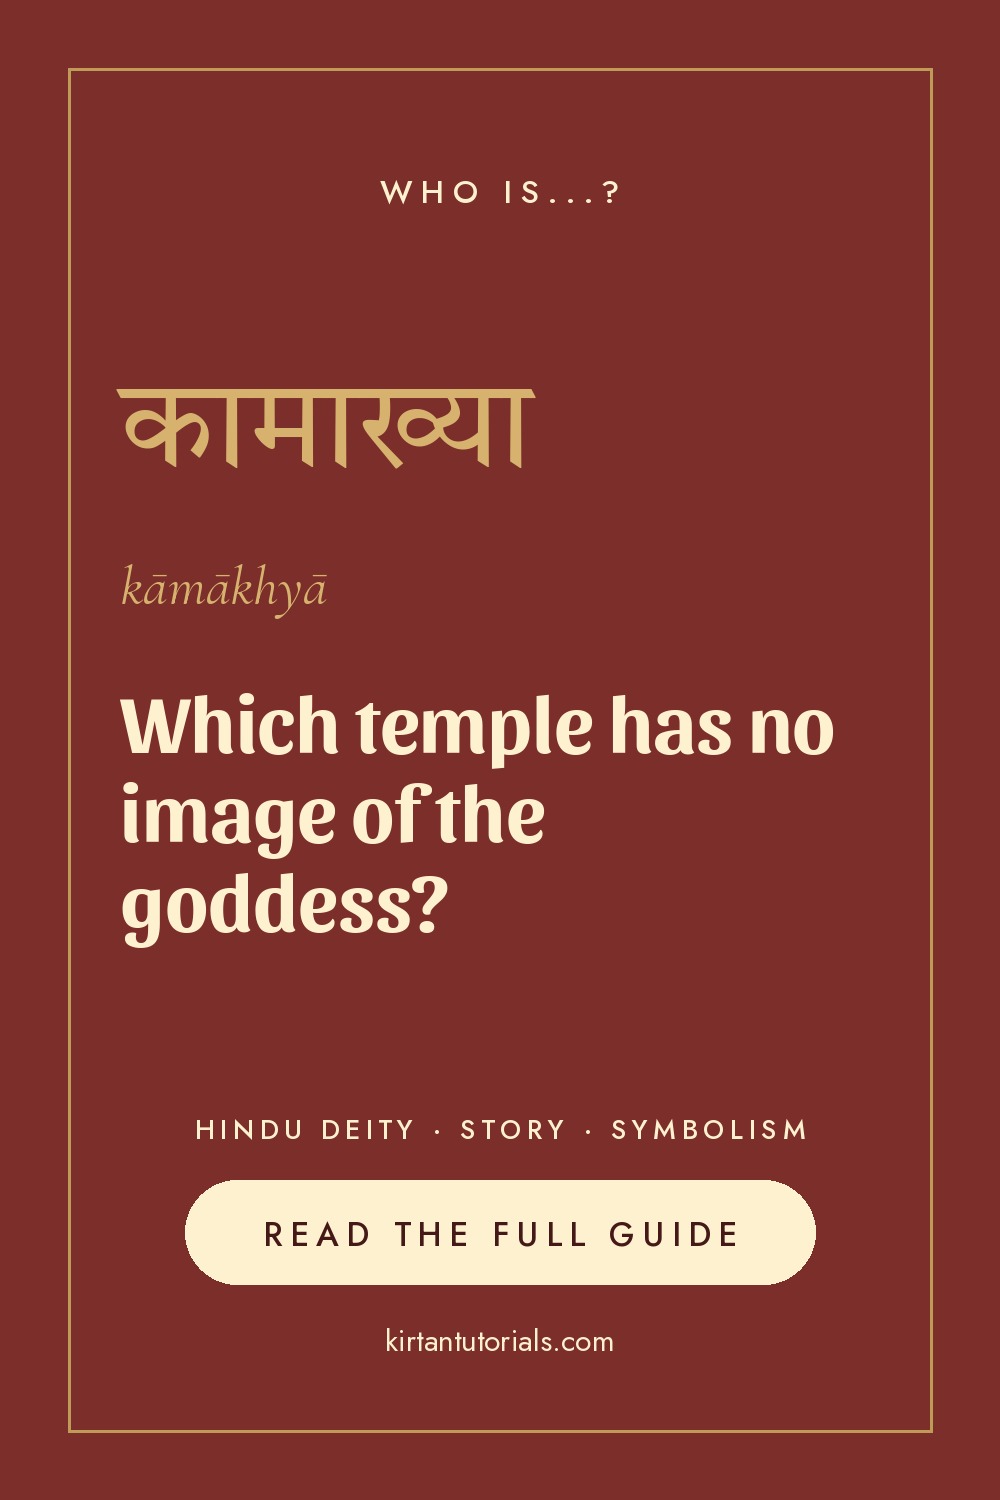 WHO IS...?
कामाख्या
kāmākhyā
Which temple has no
image of the
goddess?
HINDU DEITY · STORY · SYMBOLISM
READ THE FULL GUIDE
kirtantutorials.com